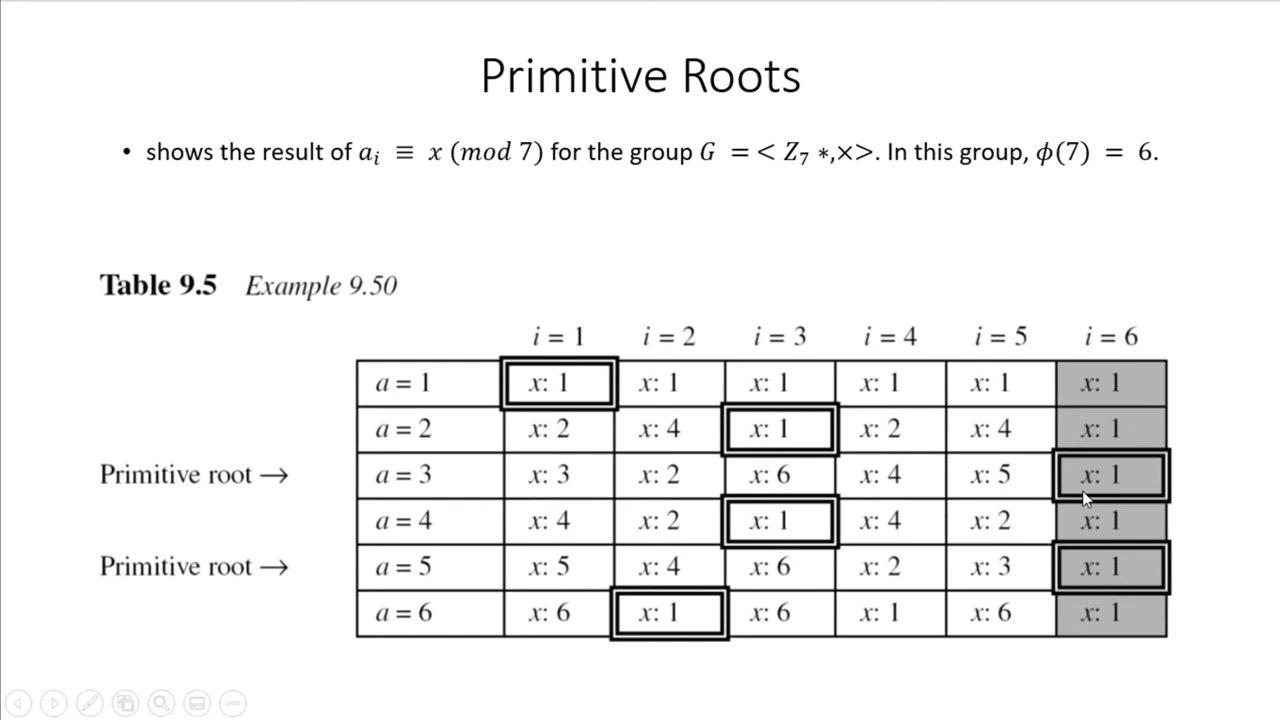 Primitive Roots
• shows the result of aᵢ ≡ x (mod 7) for the group G = < Z₇ *,×>. In this group, ϕ(7) = 6.
Table 9.5 Example 9.50
i = 1 i = 2 i = 3 i = 4 i = 5 i = 6
a = 1 x: 1 x: 1 x: 1 x: 1 x: 1 x: 1
a = 2 x: 2 x: 4 x: 1 x: 2 x: 4 x: 1
Primitive root → a = 3 x: 3 x: 2 x: 6 x: 4 x: 5 x: 1
a = 4 x: 4 x: 2 x: 1 x: 4 x: 2 x: 1
Primitive root → a = 5 x: 5 x: 4 x: 6 x: 2 x: 3 x: 1
a = 6 x: 6 x: 1 x: 6 x: 1 x: 6 x: 1